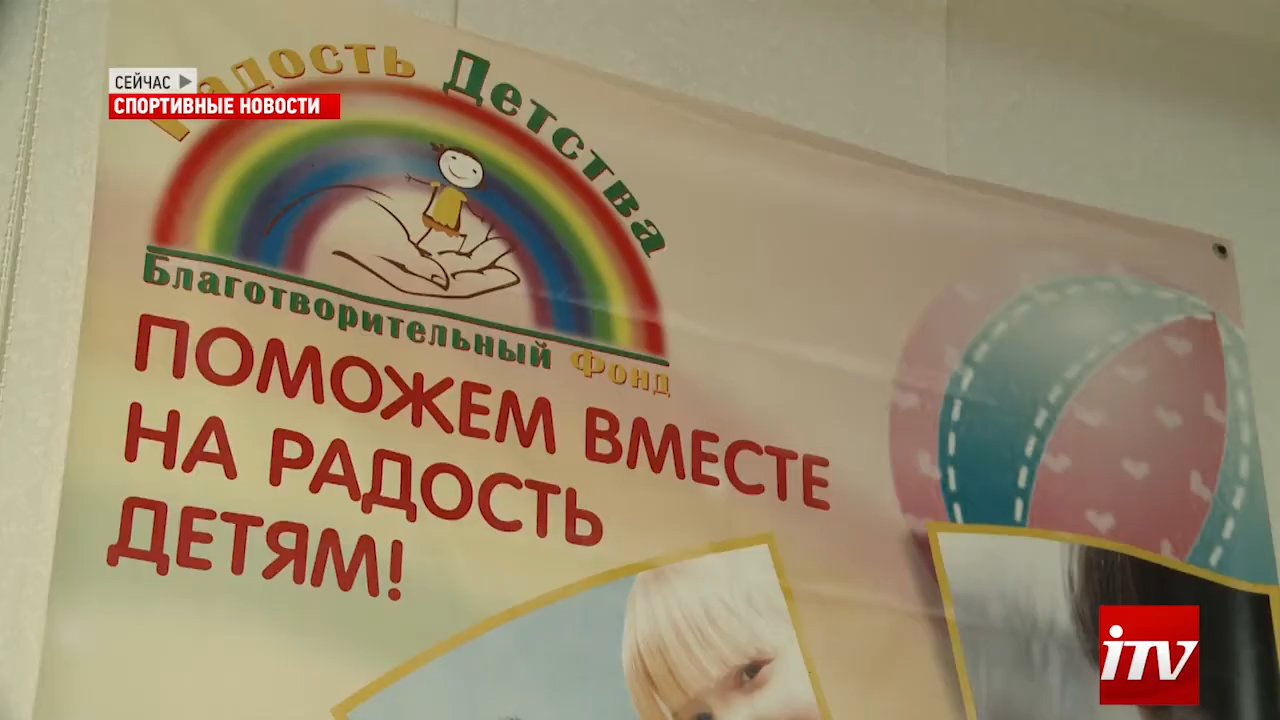 СЕЙЧАС
СПОРТИВНЫЕ НОВОСТИ
Радость Детства
Благотворительный Фонд
ПОМОЖЕМ ВМЕСТЕ
НА РАДОСТЬ
ДЕТЯМ!
iTV